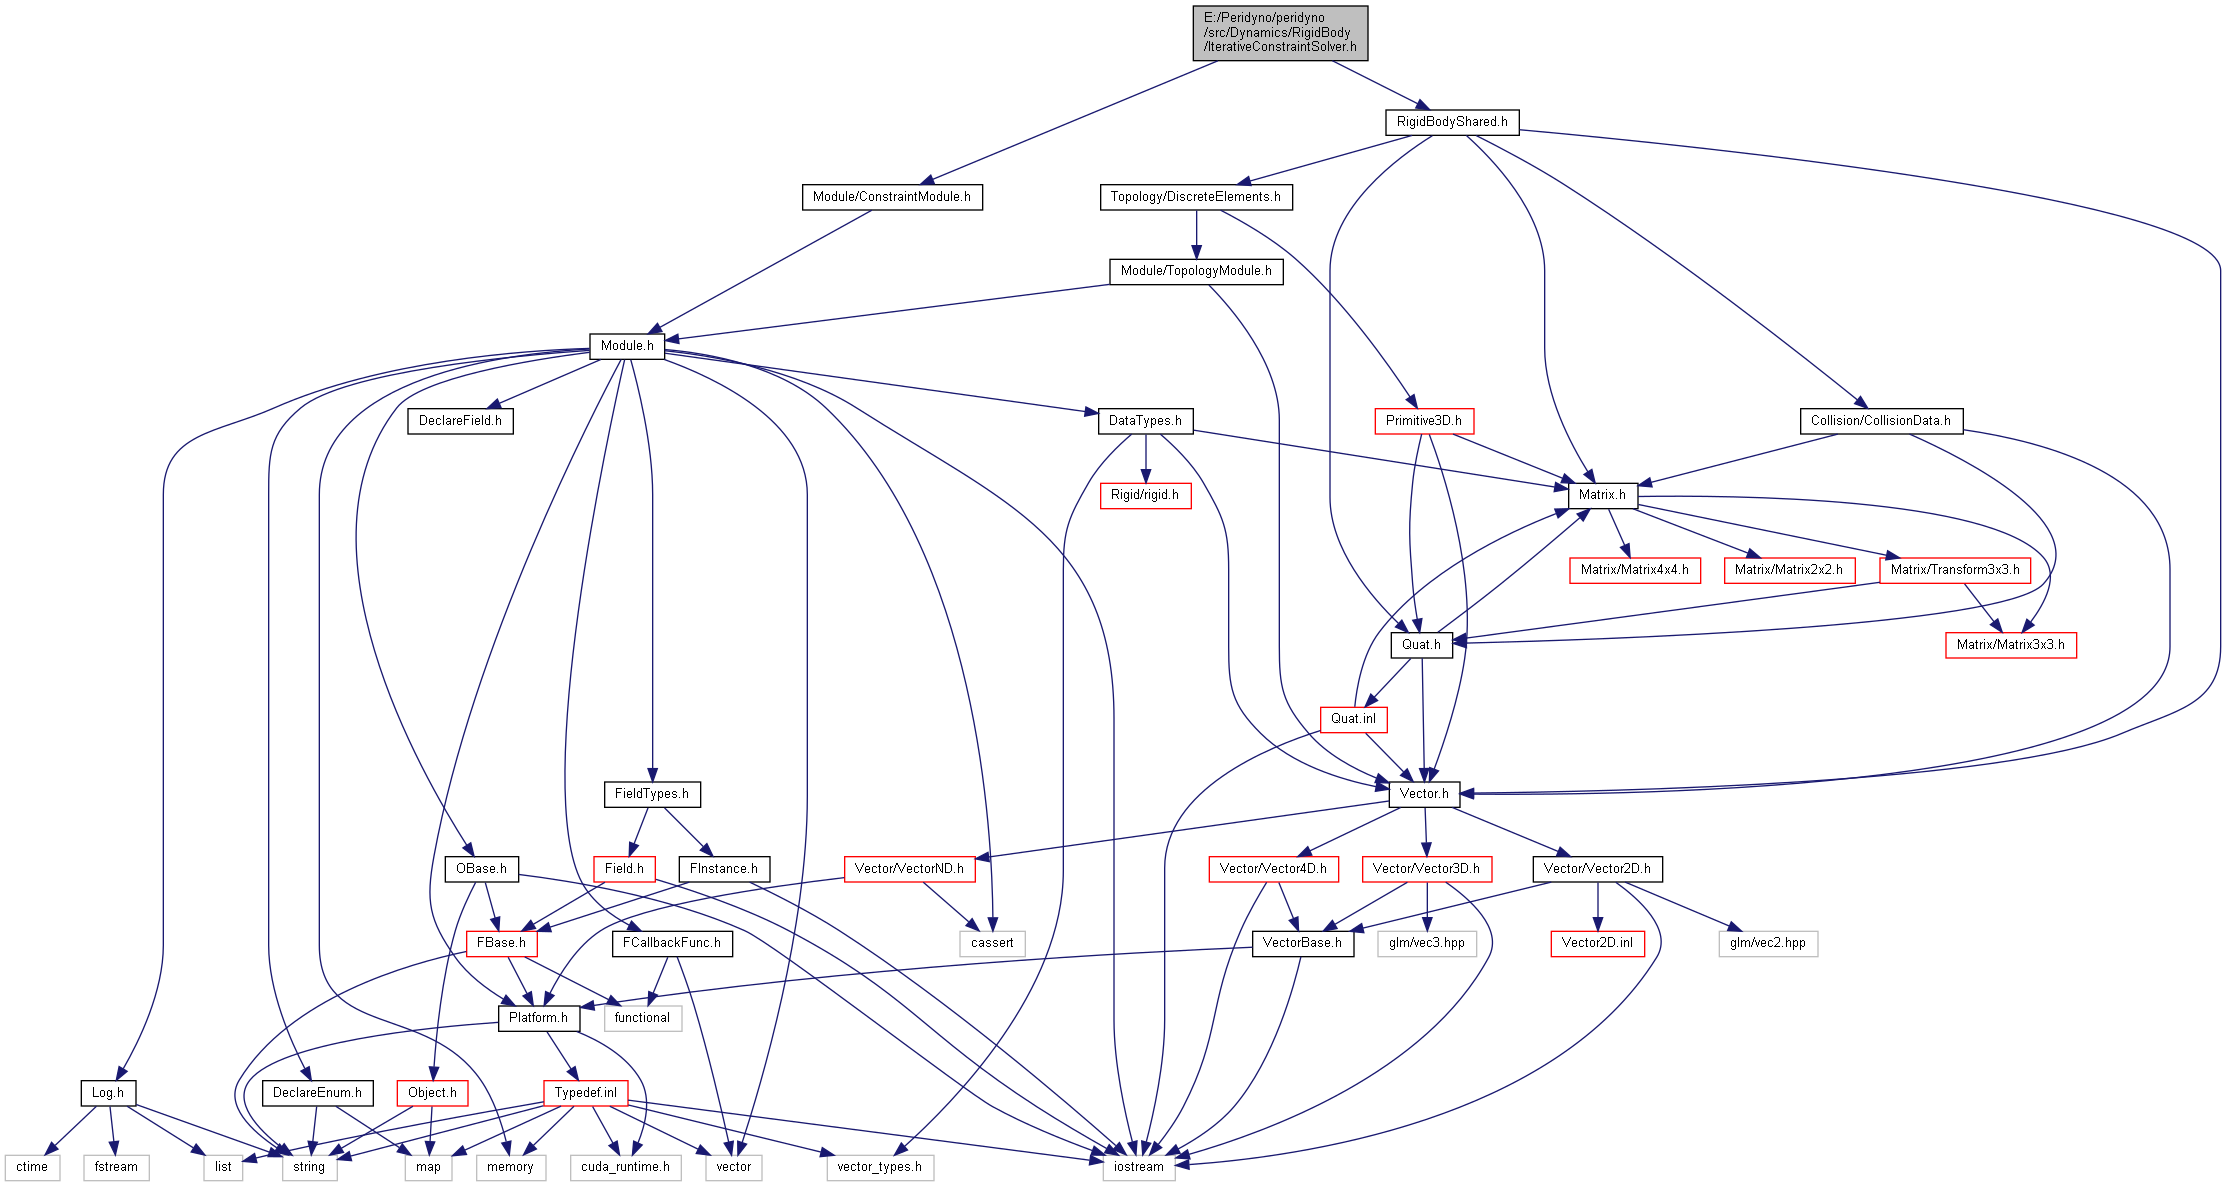 E:/Peridyno/peridyno
/src/Dynamics/RigidBody
/IterativeConstraintSolver.h
RigidBodyShared.h
Module/ConstraintModule.h
Topology/DiscreteElements.h
Module/TopologyModule.h
Module.h
DeclareField.h
DataTypes.h
Primitive3D.h
Collision/CollisionData.h
Rigid/rigid.h
Matrix.h
Matrix/Matrix4x4.h
Matrix/Matrix2x2.h
Matrix/Transform3x3.h
Quat.h
Matrix/Matrix3x3.h
Quat.inl
FieldTypes.h
Vector.h
OBase.h
Field.h
FInstance.h
Vector/VectorND.h
Vector/Vector4D.h
Vector/Vector3D.h
Vector/Vector2D.h
FBase.h
FCallbackFunc.h
cassert
VectorBase.h
glm/vec3.hpp
Vector2D.inl
glm/vec2.hpp
Platform.h
functional
Log.h
DeclareEnum.h
Object.h
Typedef.inl
ctime
fstream
list
string
map
memory
cuda_runtime.h
vector
vector_types.h
iostream